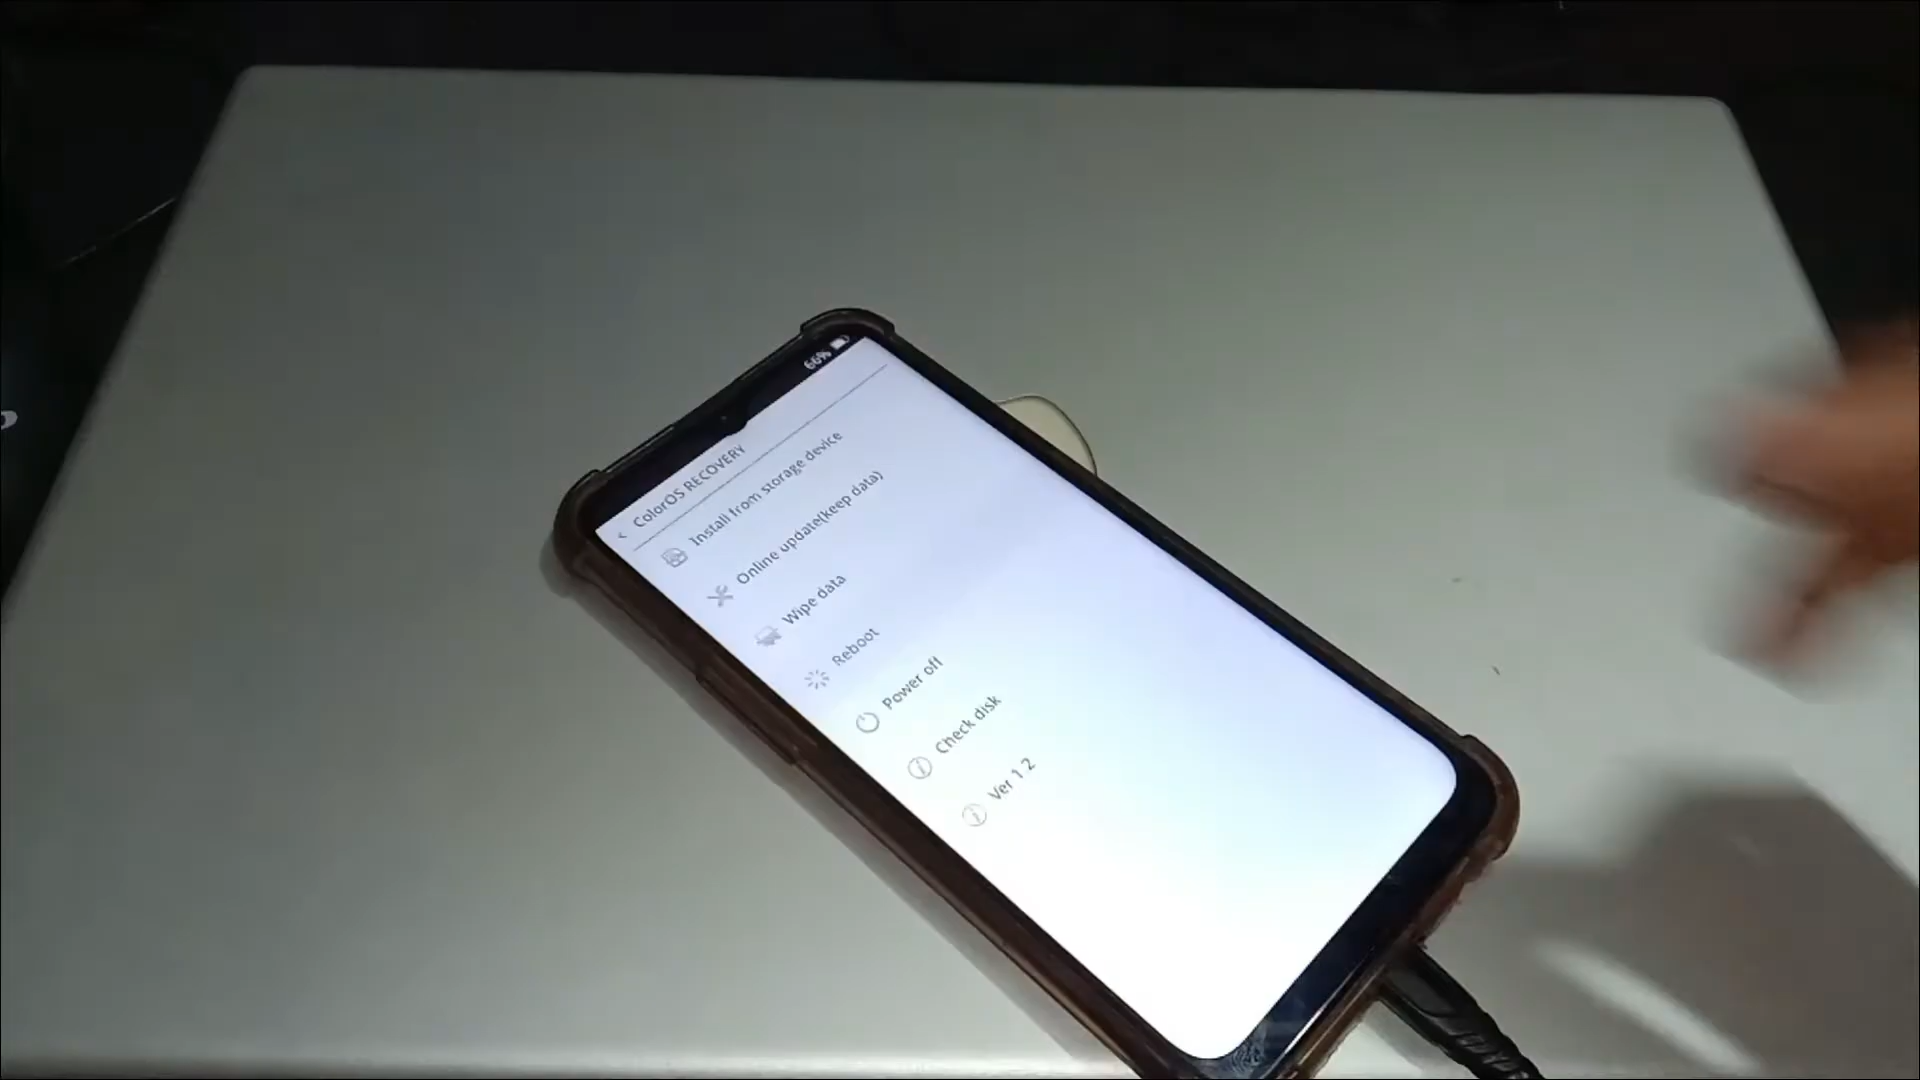 66%
ColorOS RECOVERY
Install from storage device
Online update(keep data)
Wipe data
Reboot
Power off
Check disk
Ver 1 2